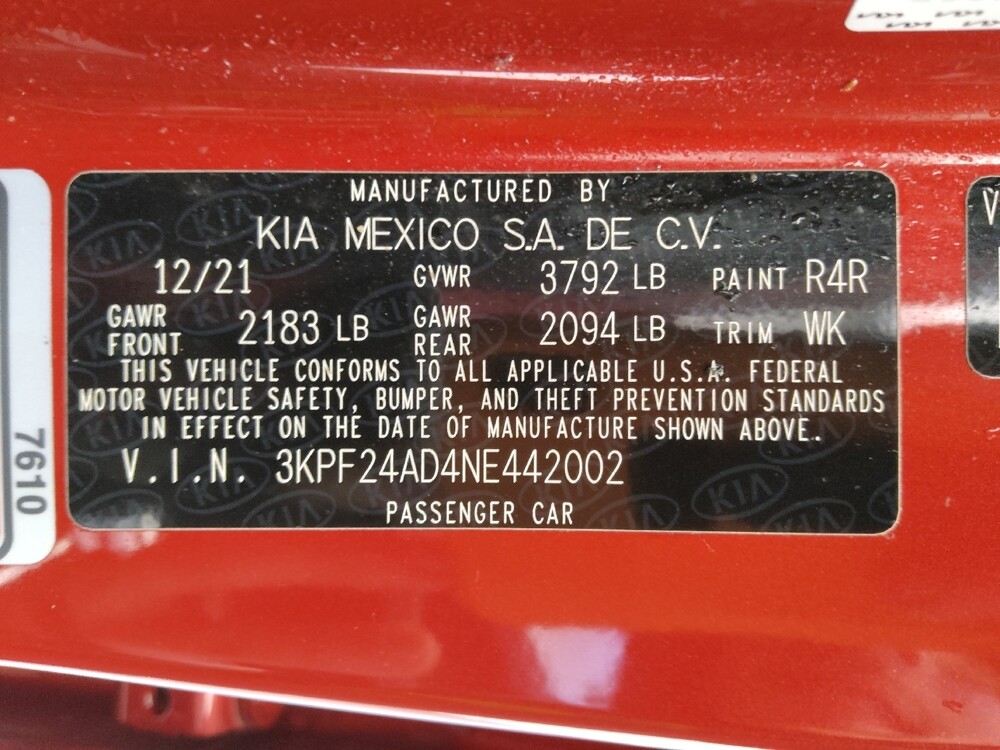 MANUFACTURED BY
KIA MEXICO S.A. DE C.V.
12/21 GVWR 3792 LB PAINT R4R
GAWR FRONT 2183 LB GAWR REAR 2094 LB TRIM WK
THIS VEHICLE CONFORMS TO ALL APPLICABLE U.S.A. FEDERAL
MOTOR VEHICLE SAFETY, BUMPER, AND THEFT PREVENTION STANDARDS
IN EFFECT ON THE DATE OF MANUFACTURE SHOWN ABOVE..
V.I.N. 3KPF24AD4NE442002
PASSENGER CAR
7610